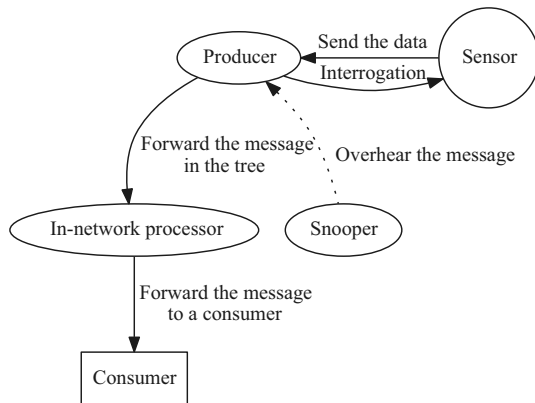 Send the data
Producer
Interrogation
Sensor
Forward the message
in the tree
Overhear the message
In-network processor
Snooper
Forward the message
to a consumer
Consumer